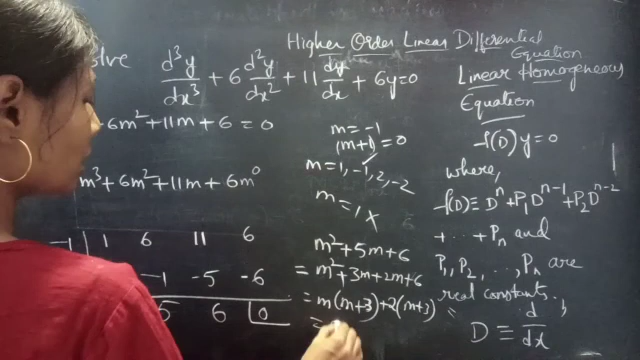 Higher Order Linear Differential
Equation
Linear Homogeneous
Equation
f(D)y=0
where,
f(D)≡ Dⁿ+P₁Dⁿ⁻¹+P₂Dⁿ⁻²
+ ··· + Pₙ and
P₁, P₂, ..., Pₙ are
real constants.,
D ≡ d/dx
olve d³y/dx³ + 6 d²y/dx² + 11 dy/dx + 6y=0
+ 6m²+11m + 6 = 0
m³+6m²+11m+6m⁰
-1 | 1 6 11 6
-1 -5 -6
5 6 0
m=-1
(m+1)=0
m=1, -1, 2, -2
m=1 x
m²+5m+6
= m²+3m+2m+6
= m(m+3)+2(m+3)
=